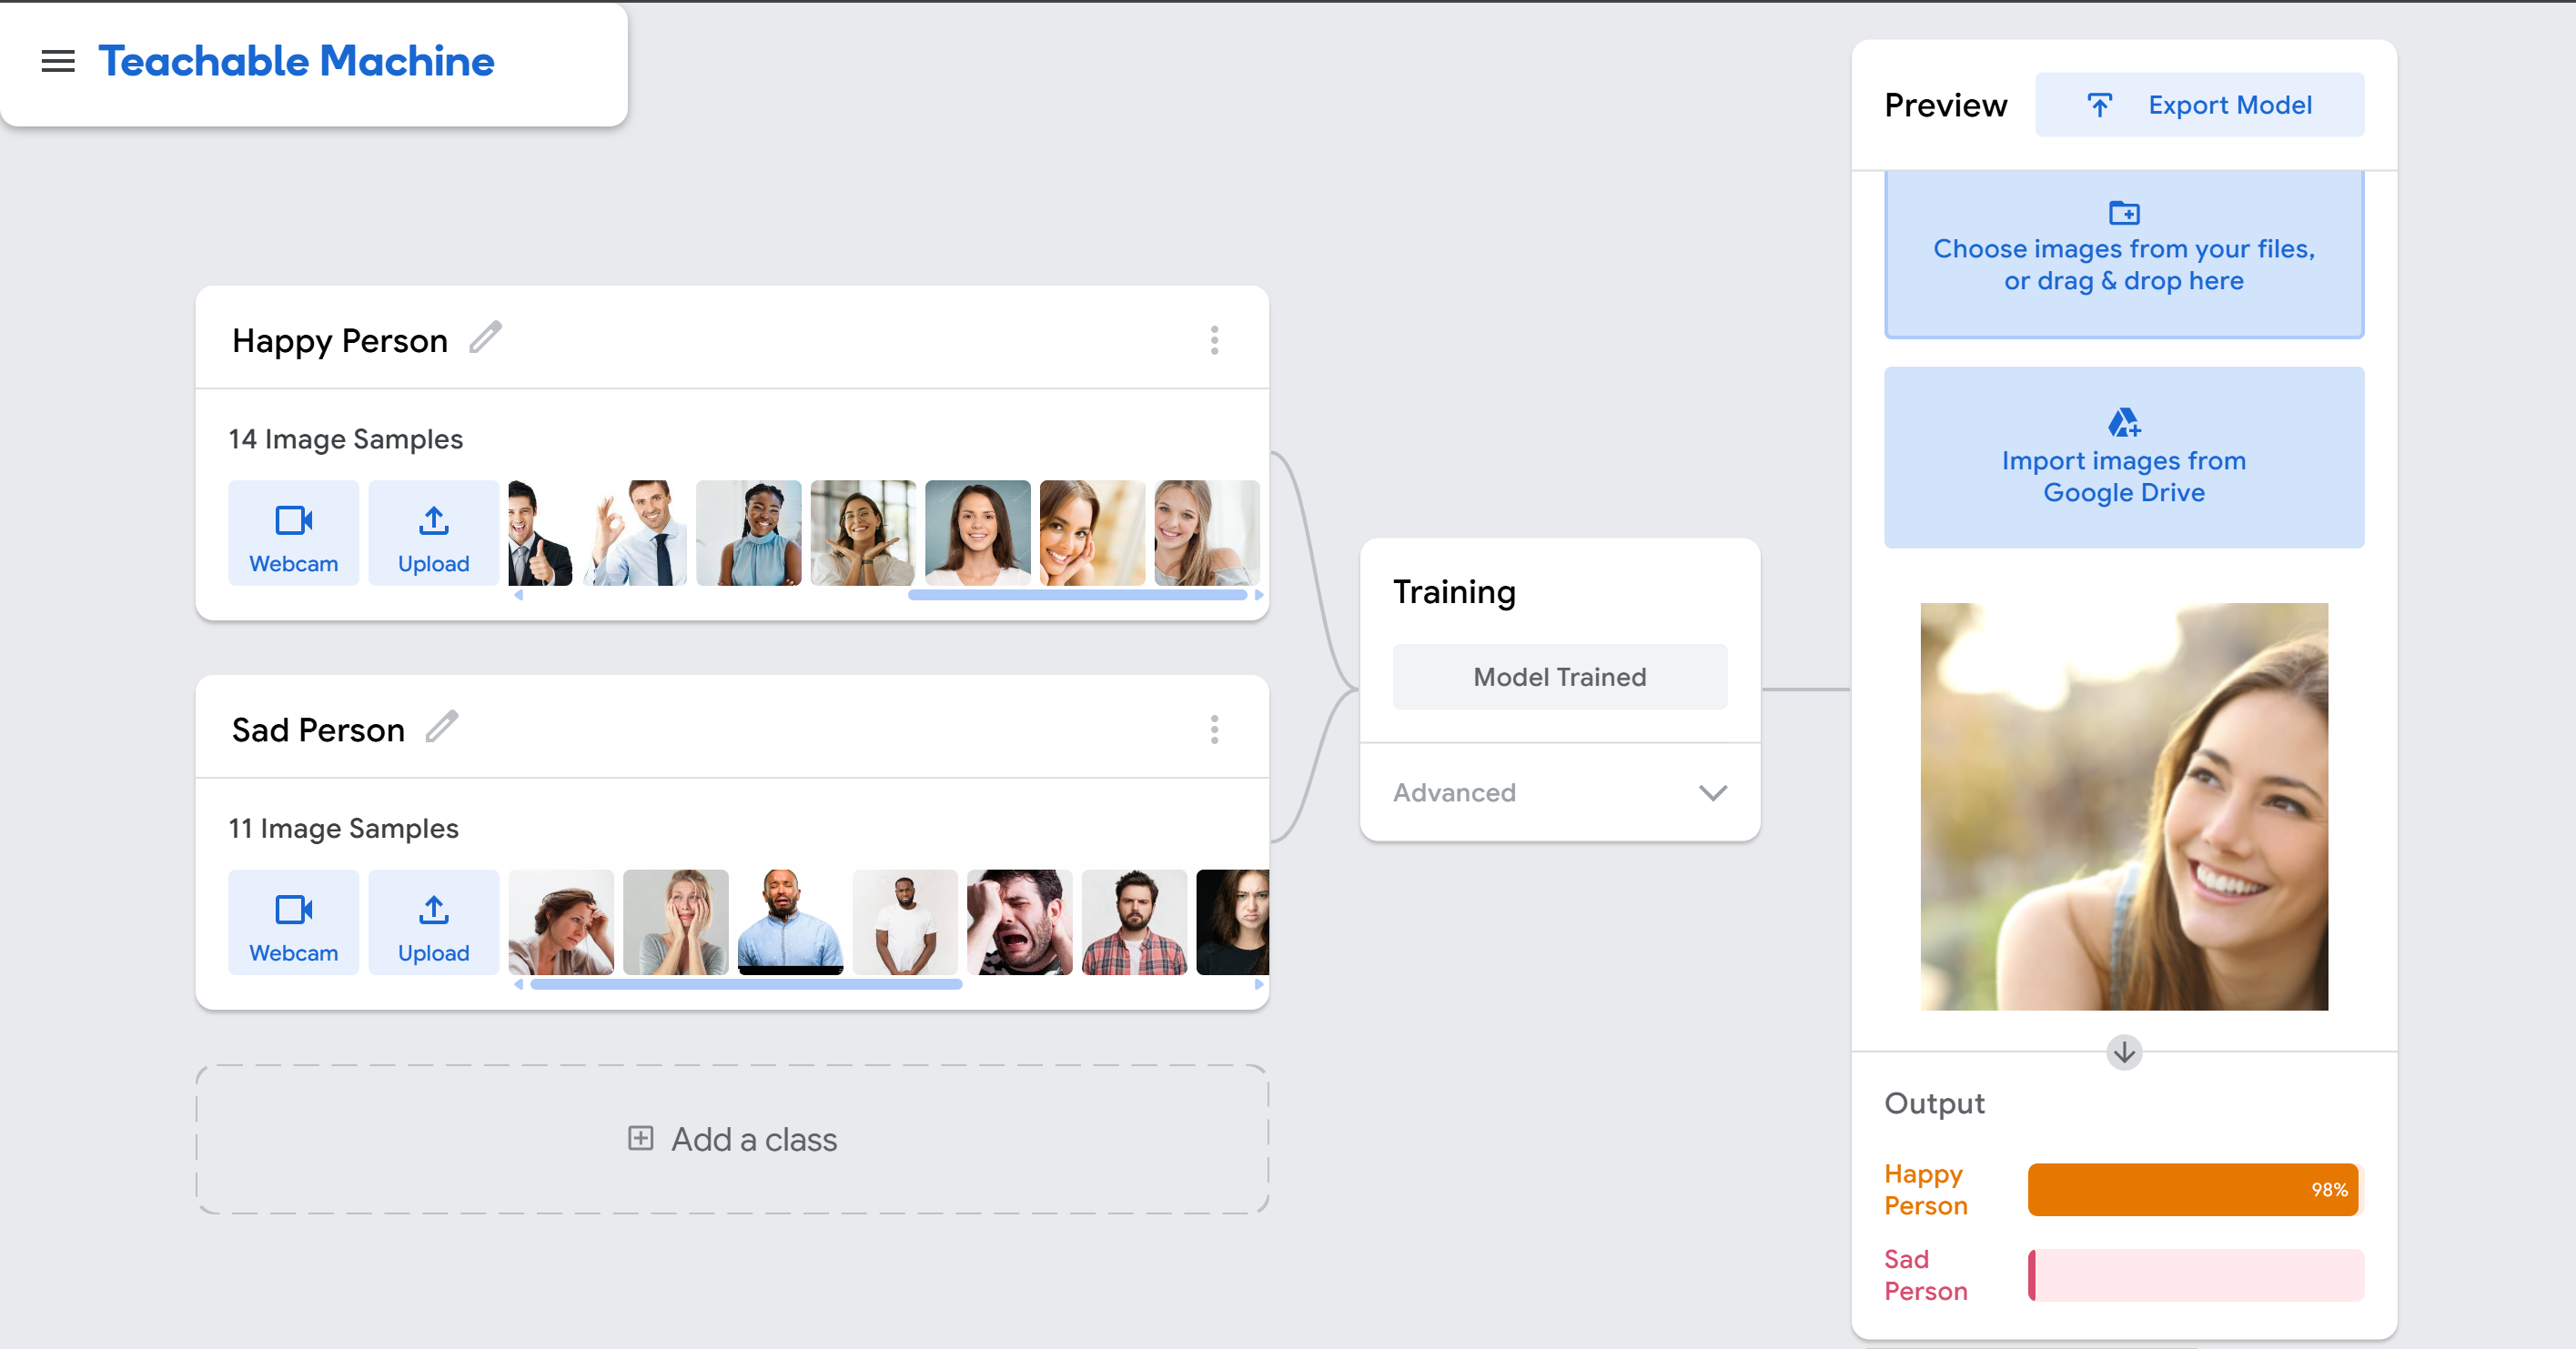 Teachable Machine
Happy Person
14 Image Samples
Webcam
Upload
Sad Person
11 Image Samples
Webcam
Upload
Add a class
Training
Model Trained
Advanced
Preview
Export Model
Choose images from your files,
or drag & drop here
Import images from
Google Drive
Output
Happy
Person
98%
Sad
Person